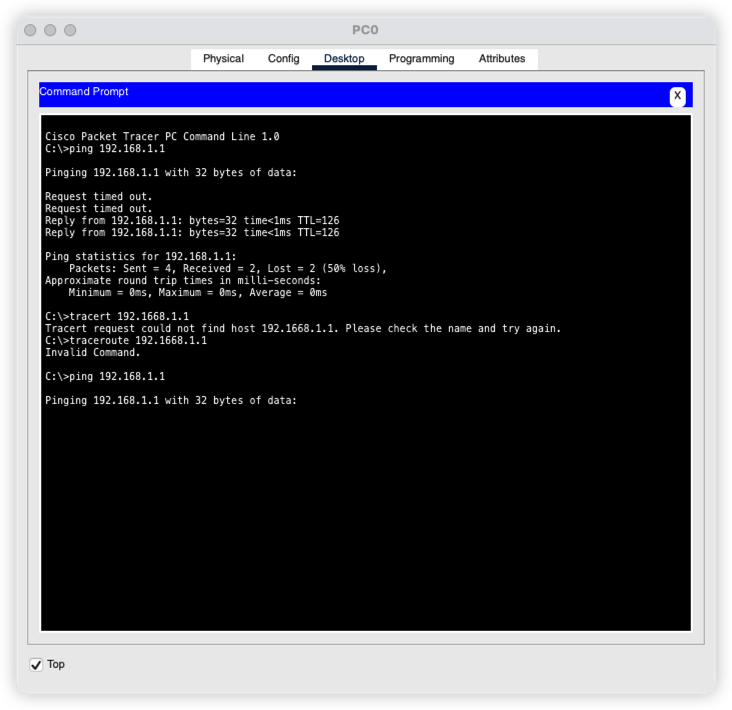 PC0
Physical Config Desktop Programming Attributes
Command Prompt
X
Cisco Packet Tracer PC Command Line 1.0
C:\>ping 192.168.1.1
Pinging 192.168.1.1 with 32 bytes of data:
Request timed out.
Request timed out.
Reply from 192.168.1.1: bytes=32 time<1ms TTL=126
Reply from 192.168.1.1: bytes=32 time<1ms TTL=126
Ping statistics for 192.168.1.1:
Packets: Sent = 4, Received = 2, Lost = 2 (50% loss),
Approximate round trip times in milli-seconds:
Minimum = 0ms, Maximum = 0ms, Average = 0ms
C:\>tracert 192.1668.1.1
Tracert request could not find host 192.1668.1.1. Please check the name and try again.
C:\>traceroute 192.1668.1.1
Invalid Command.
C:\>ping 192.168.1.1
Pinging 192.168.1.1 with 32 bytes of data:
Top